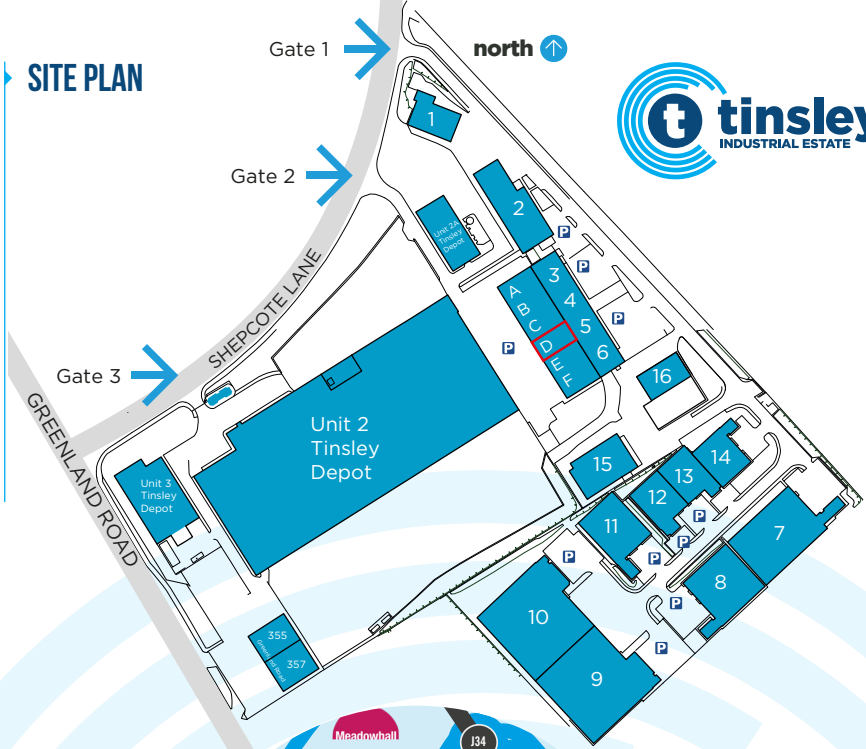 SITE PLAN
Gate 1
north
t
tinsley
INDUSTRIAL ESTATE
Gate 2
Gate 3
SHEPCOTE LANE
GREENLAND ROAD
1
2
Unit 2A
Tinsley
Depot
P
P
P
P
A
B
C
D
E
F
3
4
5
6
16
Unit 2
Tinsley
Depot
Unit 3
Tinsley
Depot
15
14
13
12
11
7
8
10
9
P
P
P
P
P
P
355
Greenland Road
357
Meadowhall
J34